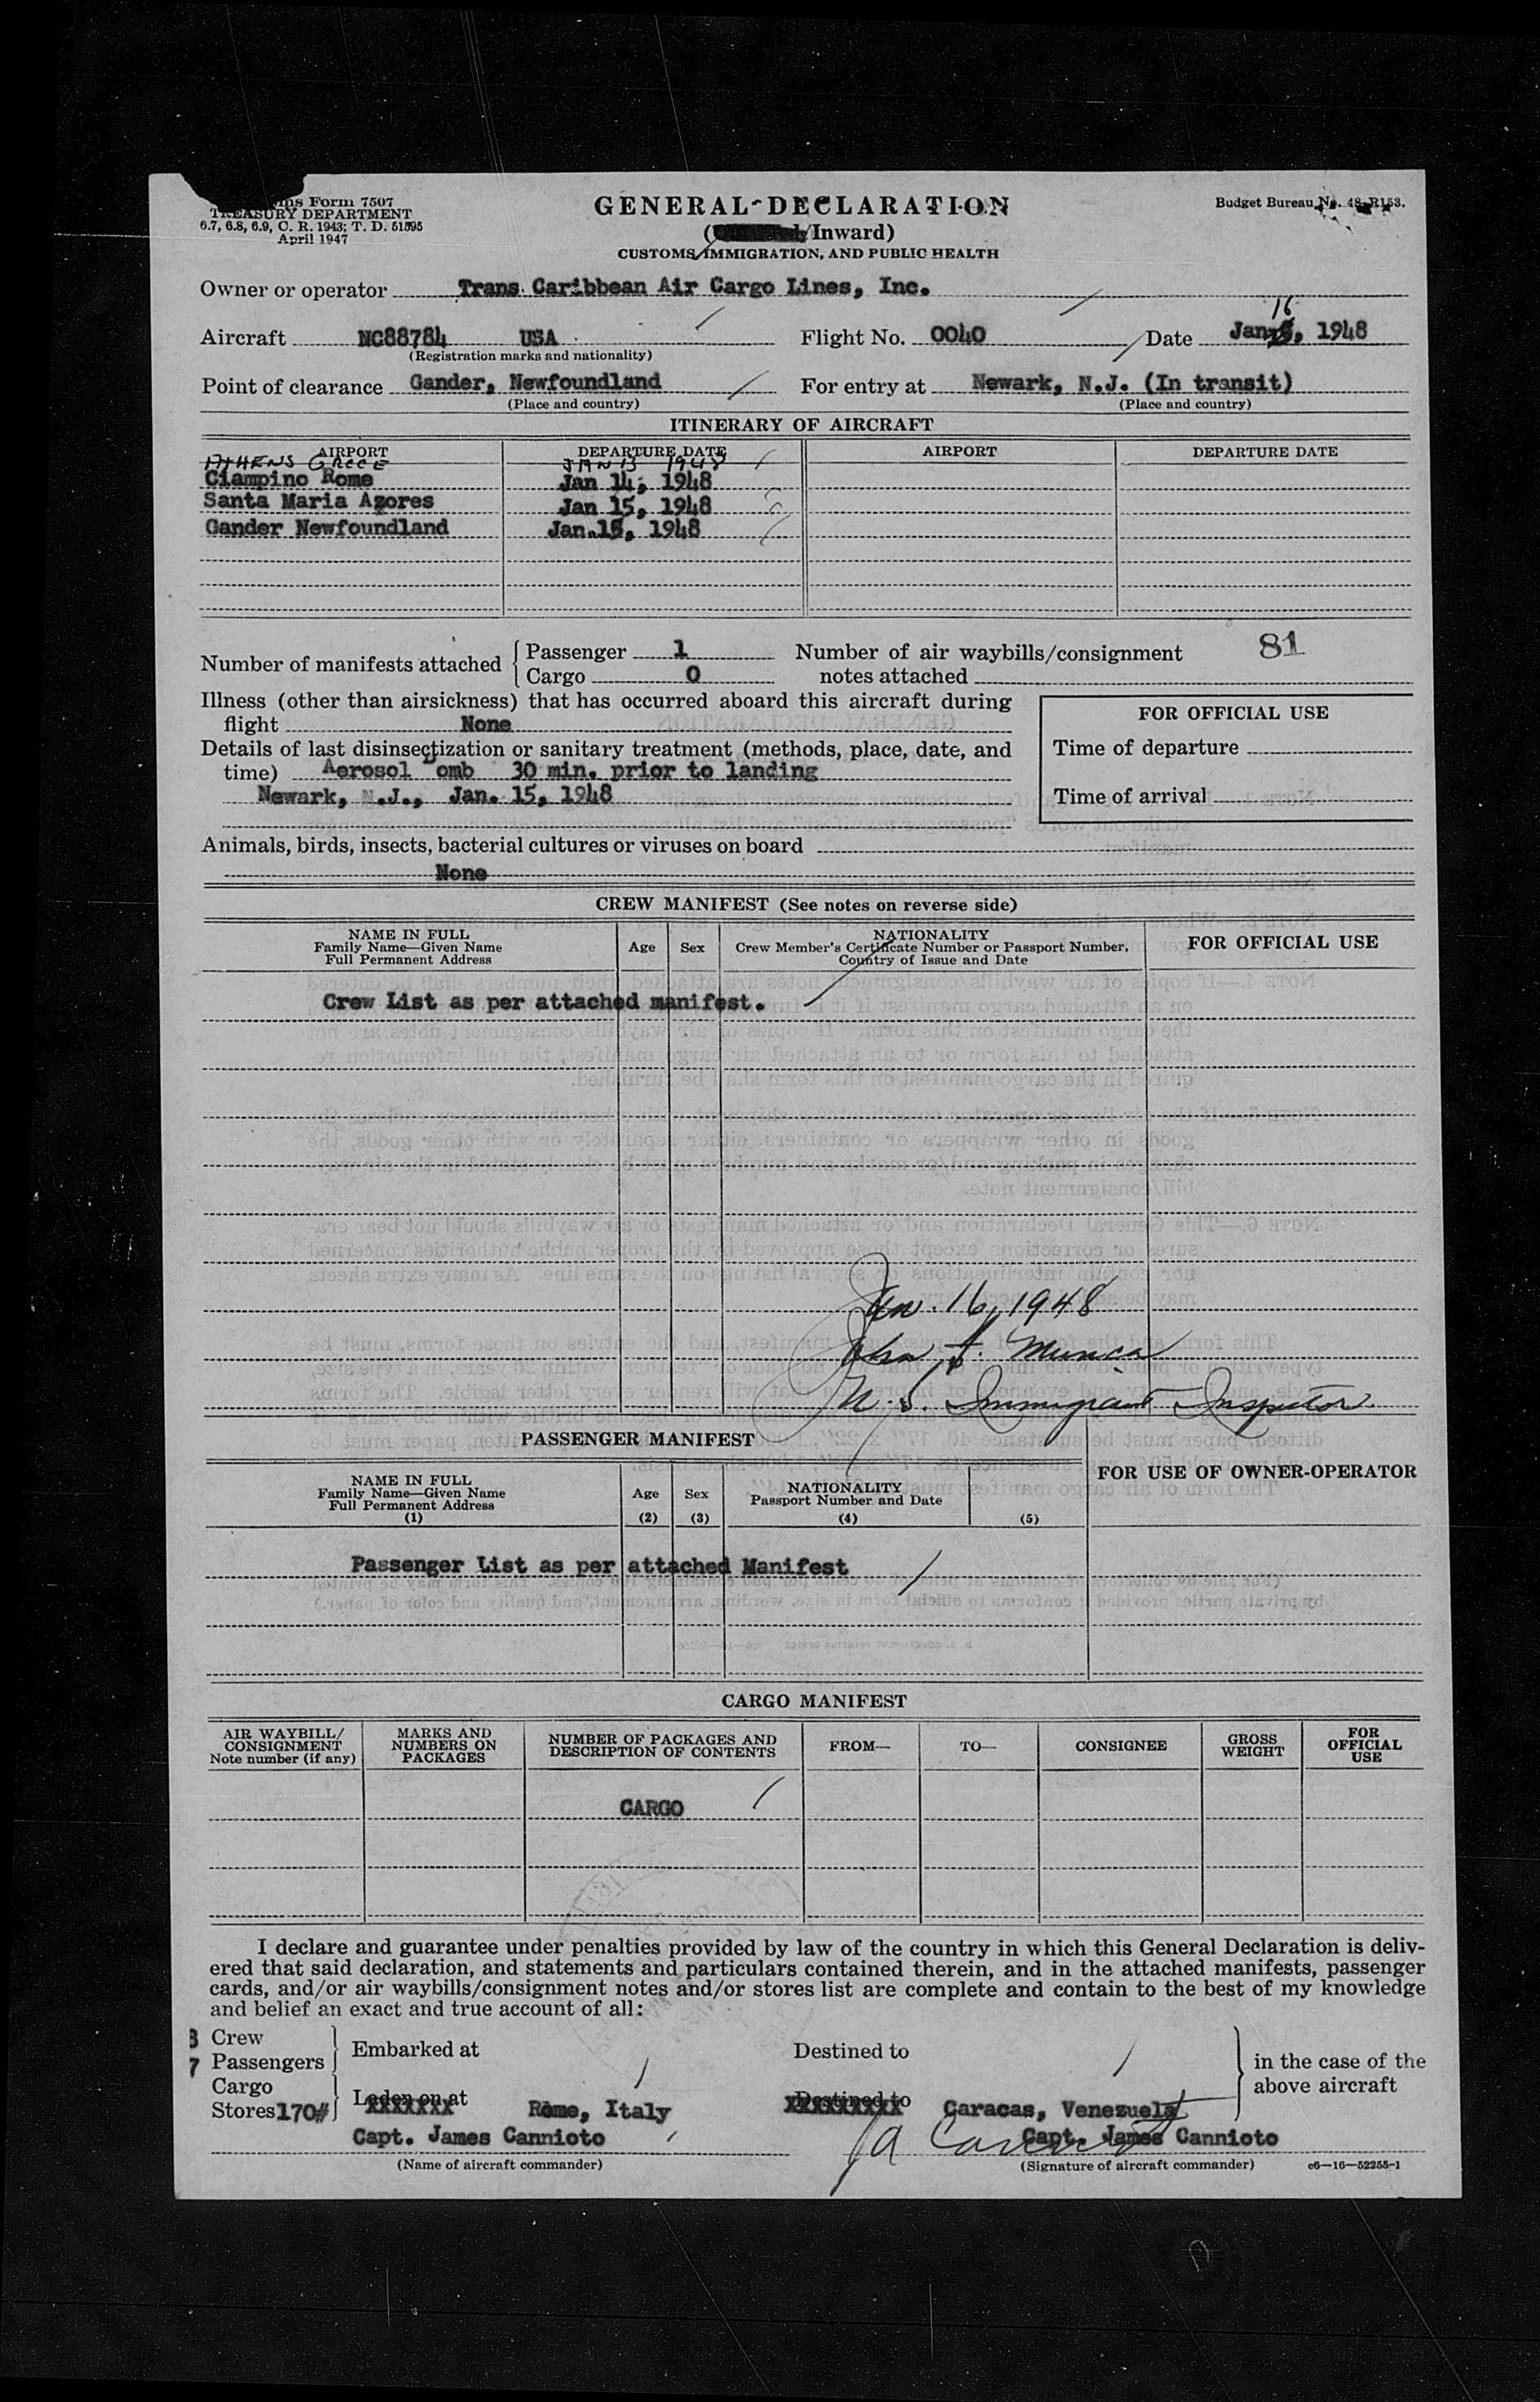 ns Form 7507
TREASURY DEPARTMENT
6.7, 6.8, 6.9, C. R. 1943; T. D. 51595
April 1947
GENERAL DECLARATION
(/Inward)
CUSTOMS, IMMIGRATION, AND PUBLIC HEALTH
Budget Bureau No. 48-R153.
Owner or operator Trans Caribbean Air Cargo Lines, Inc.
16
Aircraft NC88784 USA Flight No. 0040 Date Jan , 1948
(Registration marks and nationality)
Point of clearance Gander, Newfoundland For entry at Newark, N.J. (In transit)
(Place and country) (Place and country)
ITINERARY OF AIRCRAFT
AIRPORT DEPARTURE DATE AIRPORT DEPARTURE DATE
ATHENS GRECE JAN 13 1948
Ciampino Rome Jan 14, 1948
Santa Maria Azores Jan 15, 1948
Gander Newfoundland Jan.15, 1948
Number of manifests attached { Passenger 1 Number of air waybills/consignment 81
Cargo 0 notes attached
Illness (other than airsickness) that has occurred aboard this aircraft during
flight None
FOR OFFICIAL USE
Details of last disinsectization or sanitary treatment (methods, place, date, and
Time of departure
time) Aerosol bomb 30 min. prior to landing
Newark, N.J., Jan. 15, 1948
Time of arrival
Animals, birds, insects, bacterial cultures or viruses on board
None
CREW MANIFEST (See notes on reverse side)
NAME IN FULL
Family Name—Given Name
Full Permanent Address
Age Sex
NATIONALITY
Crew Member's Certificate Number or Passport Number,
Country of Issue and Date
FOR OFFICIAL USE
Crew List as per attached manifest.
Jan. 16, 1948
U. S. Immigrant Inspector.
PASSENGER MANIFEST
NAME IN FULL
Family Name—Given Name
Full Permanent Address
(1)
Age
(2)
Sex
(3)
NATIONALITY
Passport Number and Date
(4)
(5)
FOR USE OF OWNER-OPERATOR
Passenger List as per attached Manifest
CARGO MANIFEST
AIR WAYBILL/
CONSIGNMENT
Note number (if any)
MARKS AND
NUMBERS ON
PACKAGES
NUMBER OF PACKAGES AND
DESCRIPTION OF CONTENTS
FROM—
TO—
CONSIGNEE
GROSS
WEIGHT
FOR
OFFICIAL
USE
CARGO
I declare and guarantee under penalties provided by law of the country in which this General Declaration is deliv-
ered that said declaration, and statements and particulars contained therein, and in the attached manifests, passenger
cards, and/or air waybills/consignment notes and/or stores list are complete and contain to the best of my knowledge
and belief an exact and true account of all:
3 Crew
7 Passengers } Embarked at Destined to } in the case of the
Cargo above aircraft
Stores 170# } Laden on at Rome, Italy Destined to Caracas, Venezuela
Capt. James Cannioto Capt. James Cannioto
(Name of aircraft commander) (Signature of aircraft commander) c6—16—52255-1